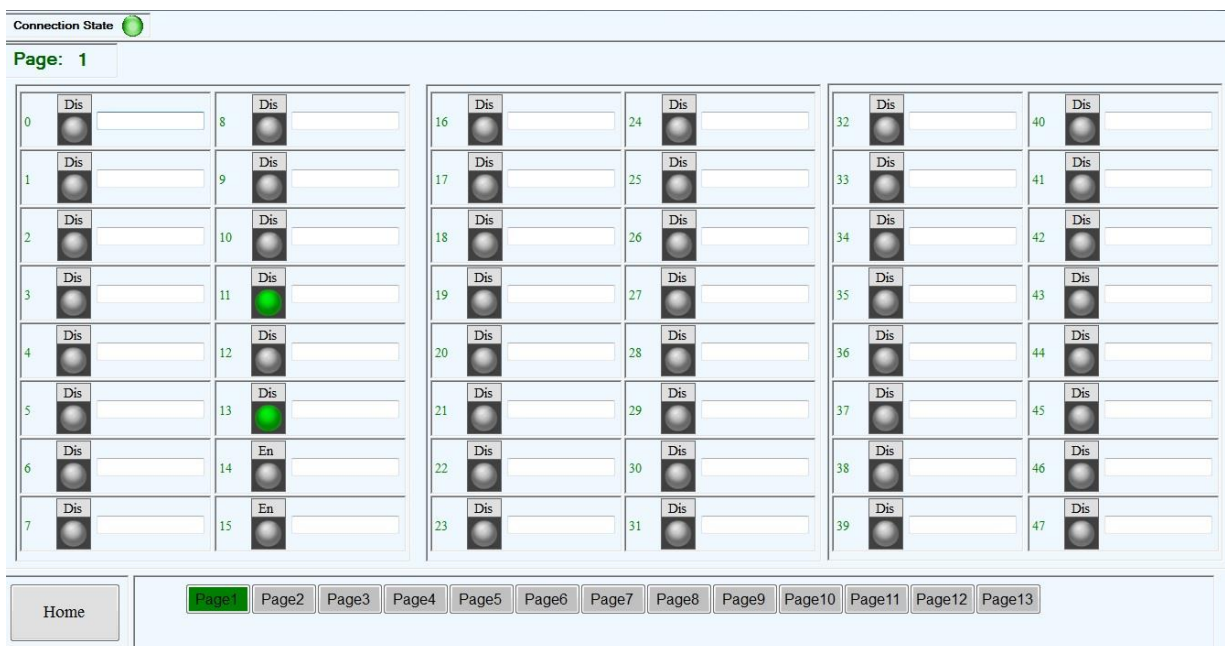 Connection State
Page: 1
Dis Dis Dis Dis Dis Dis
0 8 16 24 32 40
Dis Dis Dis Dis Dis Dis
1 9 17 25 33 41
Dis Dis Dis Dis Dis Dis
2 10 18 26 34 42
Dis Dis Dis Dis Dis Dis
3 11 19 27 35 43
Dis Dis Dis Dis Dis Dis
4 12 20 28 36 44
Dis Dis Dis Dis Dis Dis
5 13 21 29 37 45
Dis En Dis Dis Dis Dis
6 14 22 30 38 46
Dis En Dis Dis Dis Dis
7 15 23 31 39 47
Home Page1 Page2 Page3 Page4 Page5 Page6 Page7 Page8 Page9 Page10 Page11 Page12 Page13